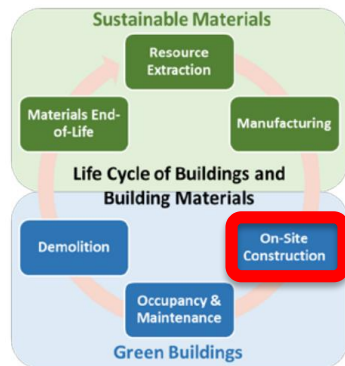 Sustainable Materials
Resource
Extraction
Materials End-
of-Life
Manufacturing
Life Cycle of Buildings and
Building Materials
Demolition
On-Site
Construction
Occupancy &
Maintenance
Green Buildings